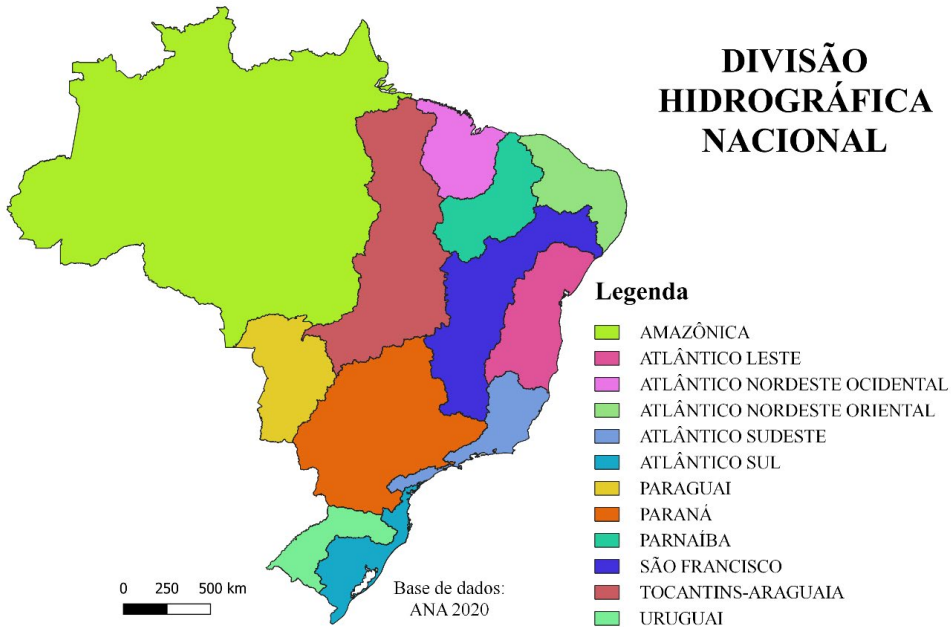 DIVISÃO
HIDROGRÁFICA
NACIONAL
Legenda
AMAZÔNICA
ATLÂNTICO LESTE
ATLÂNTICO NORDESTE OCIDENTAL
ATLÂNTICO NORDESTE ORIENTAL
ATLÂNTICO SUDESTE
ATLÂNTICO SUL
PARAGUAI
PARANÁ
PARNAÍBA
SÃO FRANCISCO
TOCANTINS-ARAGUAIA
URUGUAI
0 250 500 km
Base de dados:
ANA 2020